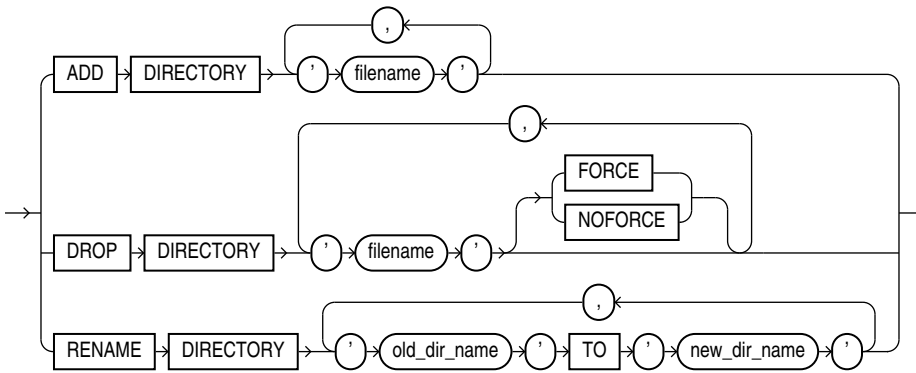 ,
ADD DIRECTORY ' filename '
,
FORCE
NOFORCE
DROP DIRECTORY ' filename '
,
RENAME DIRECTORY ' old_dir_name ' TO ' new_dir_name '